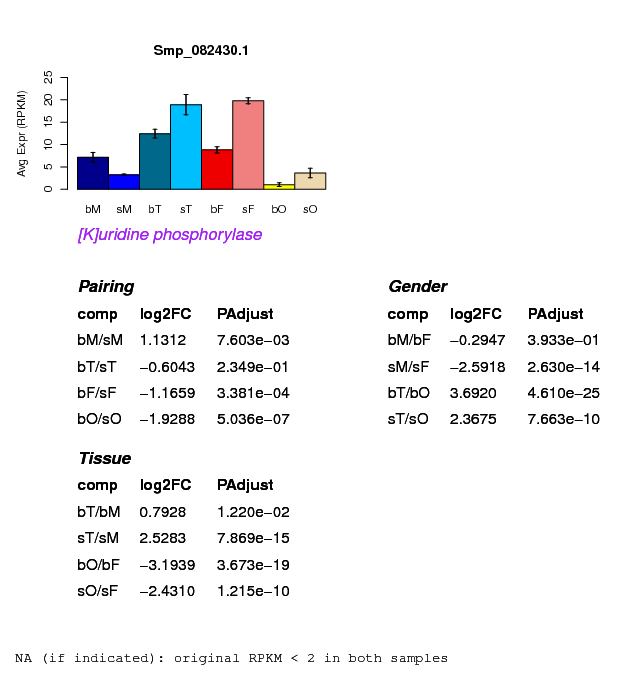 Smp_082430.1
Avg Expr (RPKM)
0 5 10 15 20 25
bM sM bT sT bF sF bO sO
[K]uridine phosphorylase
Pairing
comp log2FC PAdjust
bM/sM 1.1312 7.603e−03
bT/sT −0.6043 2.349e−01
bF/sF −1.1659 3.381e−04
bO/sO −1.9288 5.036e−07
Gender
comp log2FC PAdjust
bM/bF −0.2947 3.933e−01
sM/sF −2.5918 2.630e−14
bT/bO 3.6920 4.610e−25
sT/sO 2.3675 7.663e−10
Tissue
comp log2FC PAdjust
bT/bM 0.7928 1.220e−02
sT/sM 2.5283 7.869e−15
bO/bF −3.1939 3.673e−19
sO/sF −2.4310 1.215e−10
NA (if indicated): original RPKM < 2 in both samples